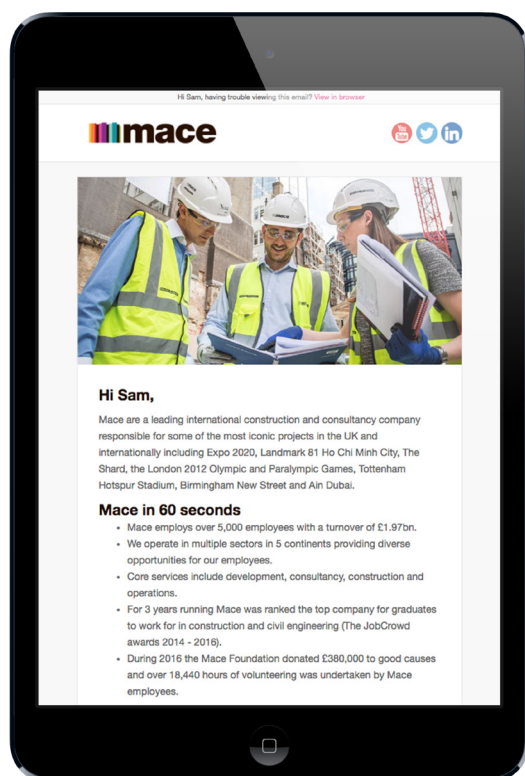 Hi Sam, having trouble viewing this email? View in browser
mace
You
Tube
in
Hi Sam,
Mace are a leading international construction and consultancy company
responsible for some of the most iconic projects in the UK and
internationally including Expo 2020, Landmark 81 Ho Chi Minh City, The
Shard, the London 2012 Olympic and Paralympic Games, Tottenham
Hotspur Stadium, Birmingham New Street and Ain Dubai.
Mace in 60 seconds
• Mace employs over 5,000 employees with a turnover of £1.97bn.
• We operate in multiple sectors in 5 continents providing diverse
opportunities for our employees.
• Core services include development, consultancy, construction and
operations.
• For 3 years running Mace was ranked the top company for graduates
to work for in construction and civil engineering (The JobCrowd
awards 2014 - 2016).
• During 2016 the Mace Foundation donated £380,000 to good causes
and over 18,440 hours of volunteering was undertaken by Mace
employees.